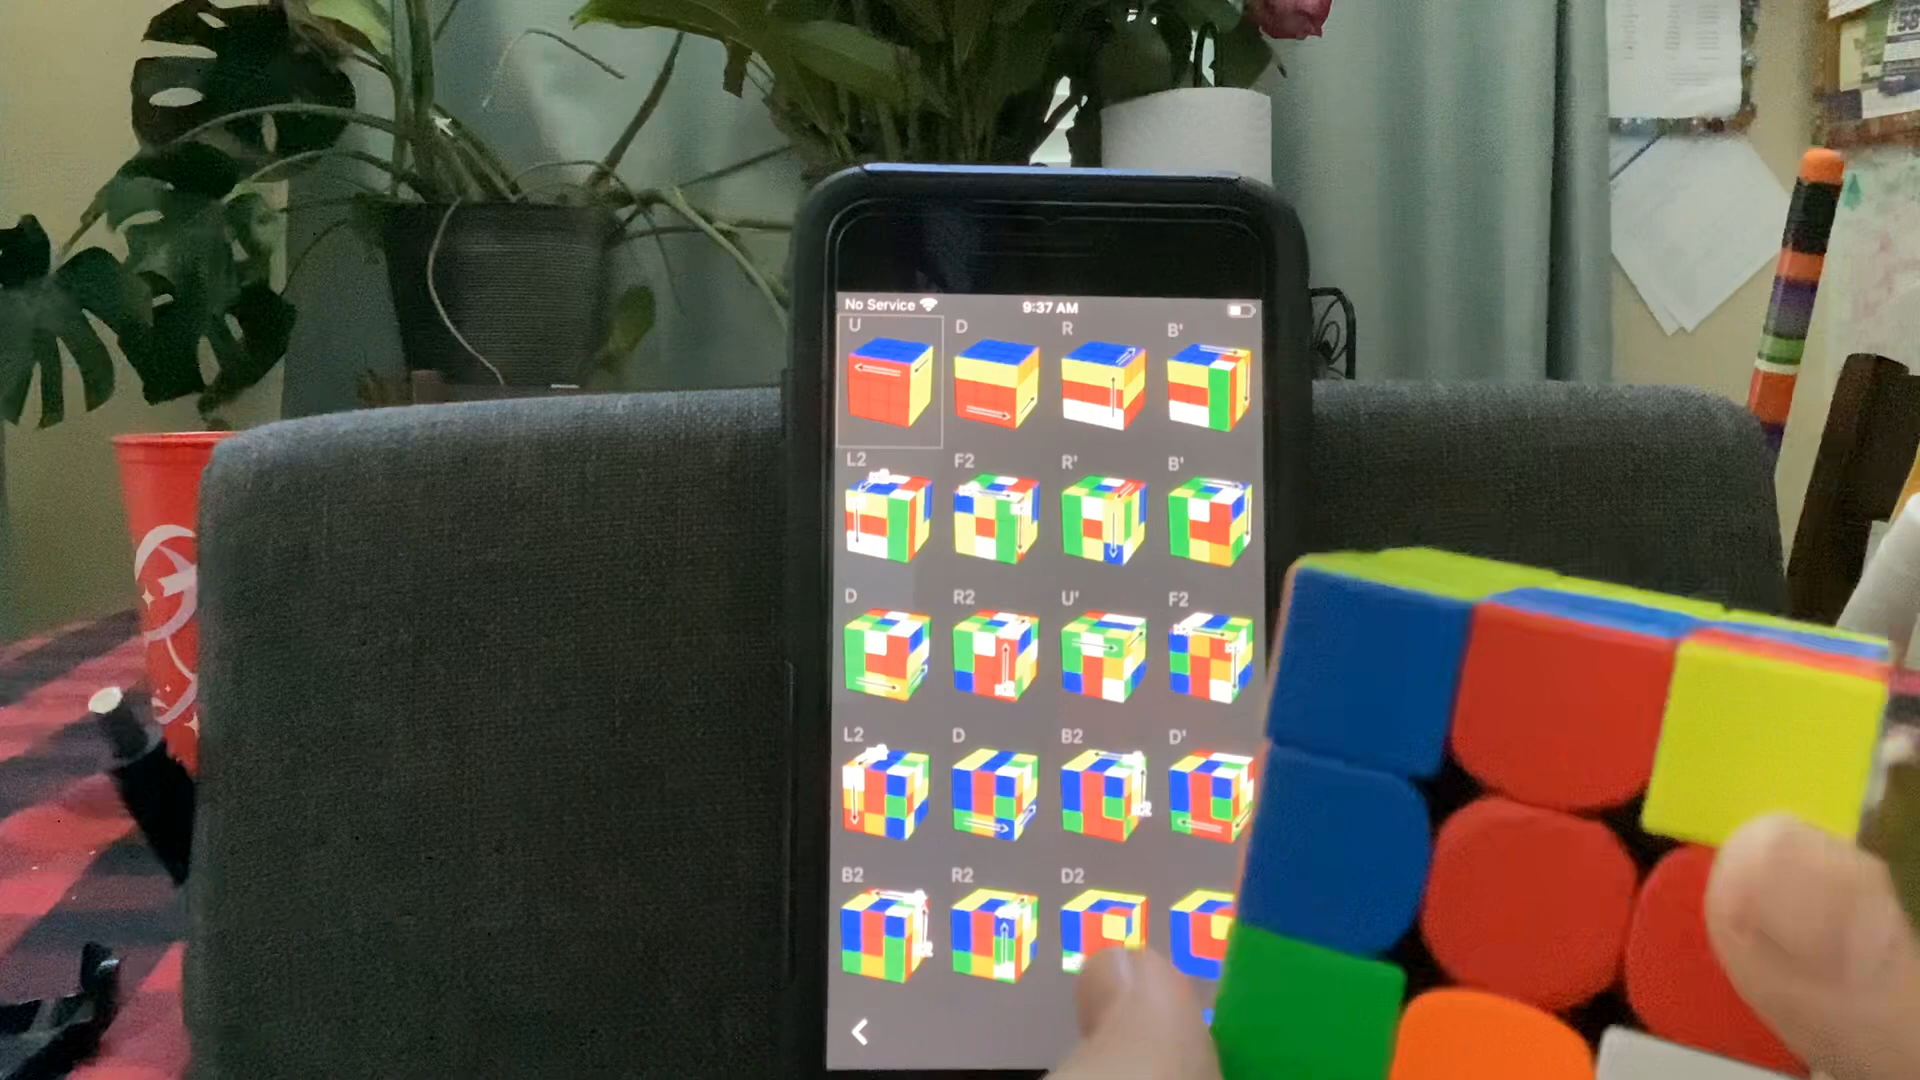 No Service 9:37 AM
U D R B'
L2 F2 R' B'
D R2 U' F2
L2 D B2 D'
B2 R2 D2